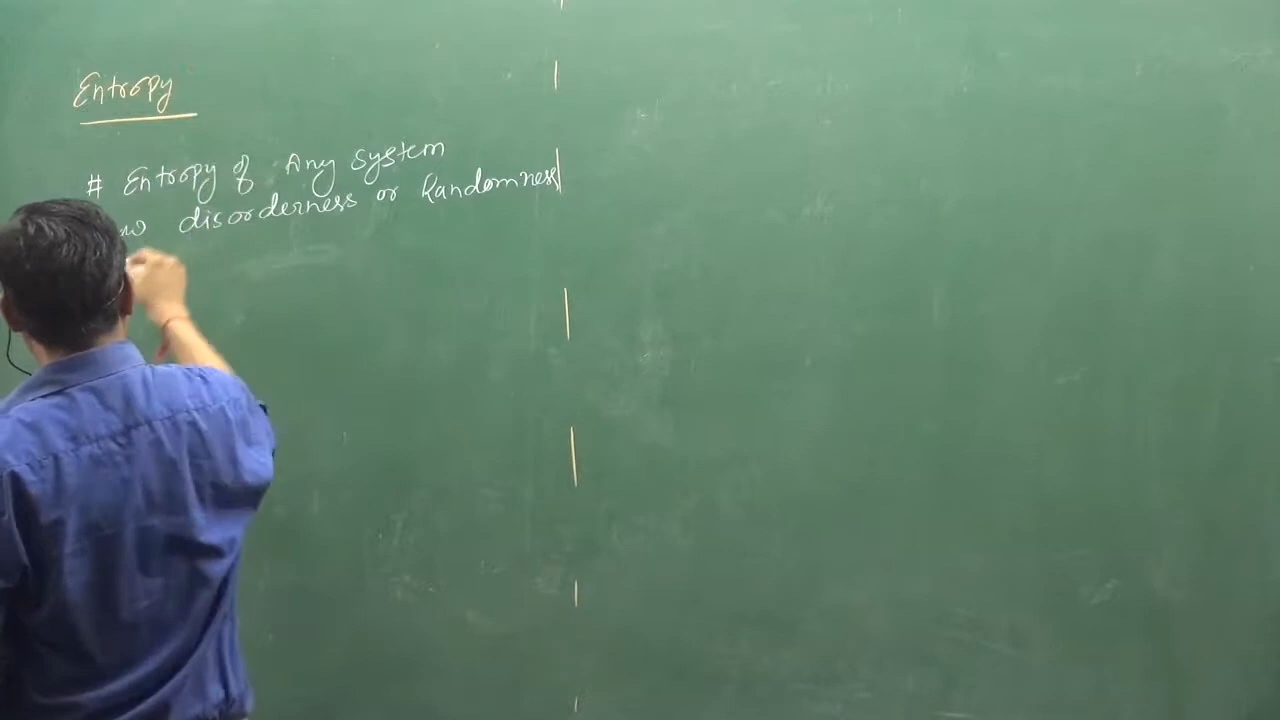 Entropy
# Entropy of Any System
disorderness or Randomness